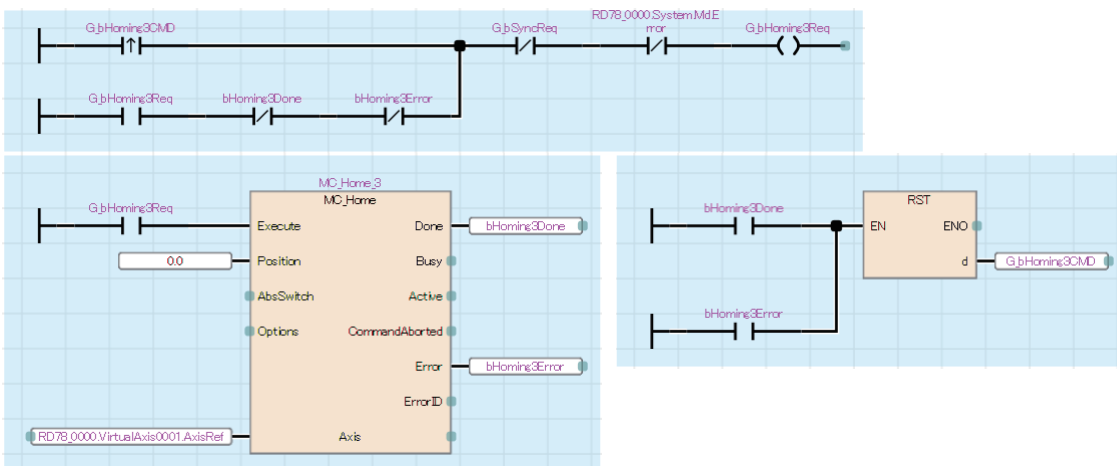 G_bHoming3CMD
G_bSyncReq
RD78_0000.System.Md.E
rror
G_bHoming3Req
G_bHoming3Req
bHoming3Done
bHoming3Error
MC_Home_3
MC_Home
G_bHoming3Req
Execute
Done
bHoming3Done
0.0
Position
Busy
AbsSwitch
Active
Options
CommandAborted
Error
bHoming3Error
ErrorID
RD78_0000.VirtualAxis0001.AxisRef
Axis
bHoming3Done
RST
EN
ENO
d
G_bHoming3CMD
bHoming3Error